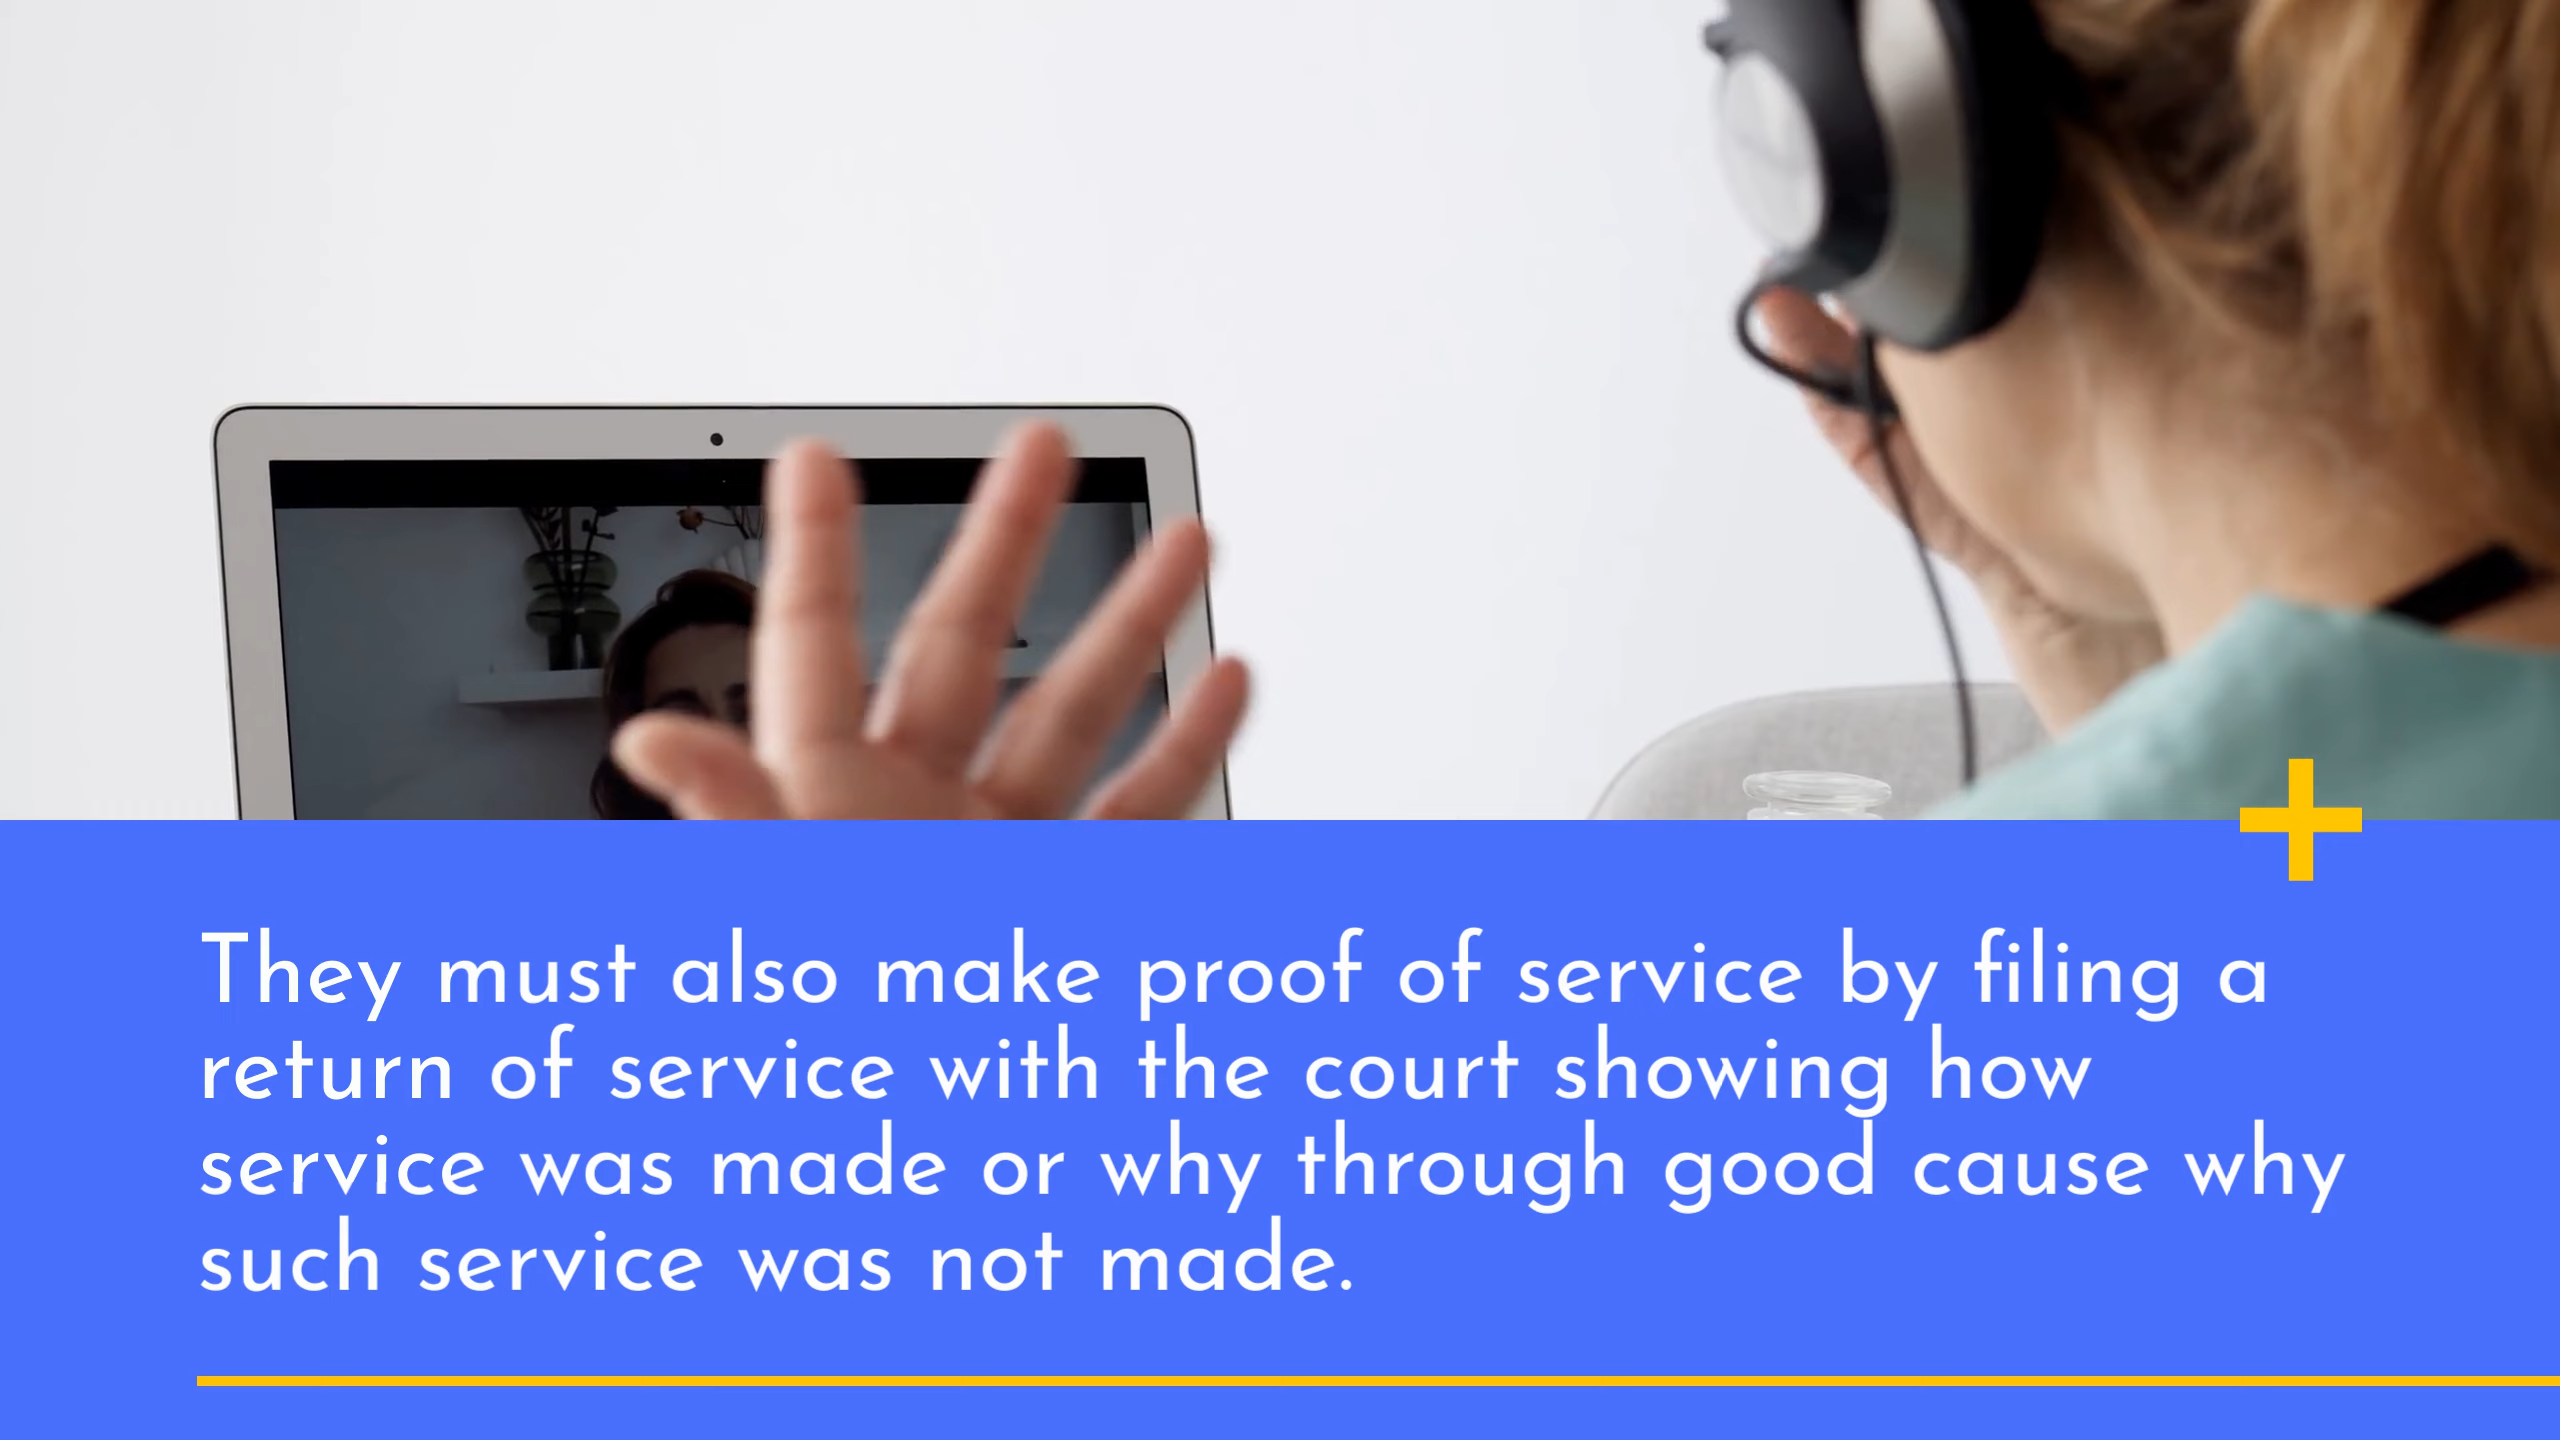 They must also make proof of service by filing a
return of service with the court showing how
service was made or why through good cause why
such service was not made.